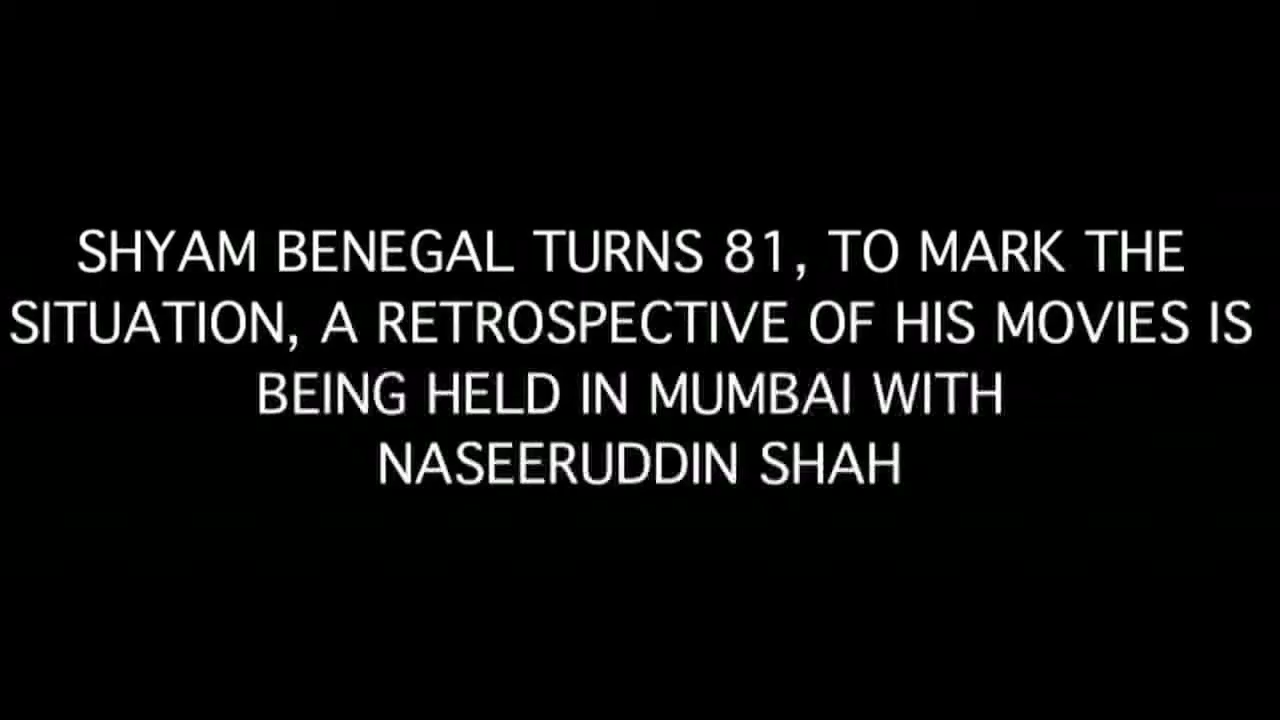 SHYAM BENEGAL TURNS 81, TO MARK THE
SITUATION, A RETROSPECTIVE OF HIS MOVIES IS
BEING HELD IN MUMBAI WITH
NASEERUDDIN SHAH